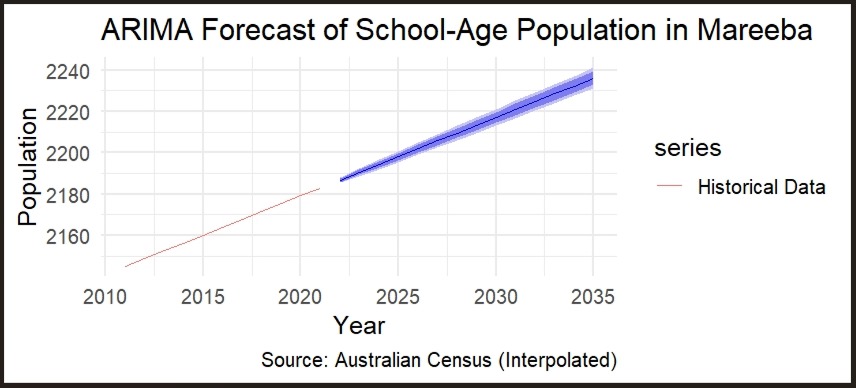 ARIMA Forecast of School-Age Population in Mareeba
Population
2240
2220
2200
2180
2160
2010 2015 2020 2025 2030 2035
Year
series
Historical Data
Source: Australian Census (Interpolated)